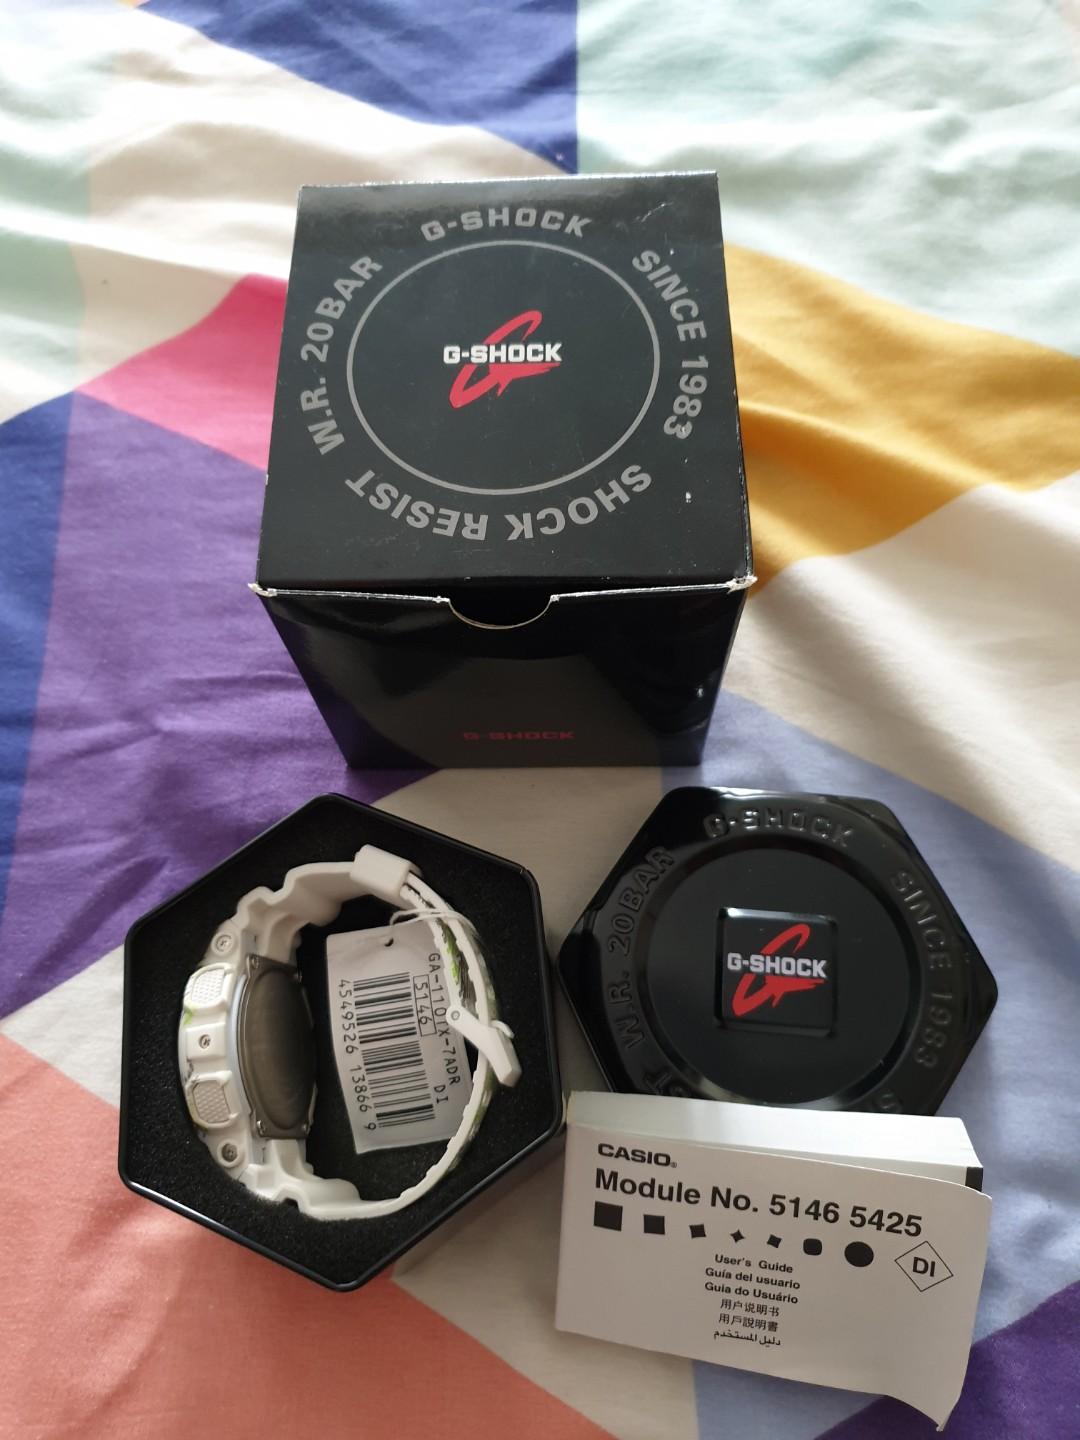 G-SHOCK
SINCE 1983
SHOCK RESIST
W.R. 20BAR
G-SHOCK
G-SHOCK
G-SHOCK
SINCE 1983
W.R. 20BAR
G-SHOCK
GA-110TX-7ADR
5146 DI
4549526 13866 9
CASIO®
Module No. 5146 5425
DI
User's Guide
Guía del usuario
Guia do Usuário
用户说明书
用戶說明書
دليل المستخدم